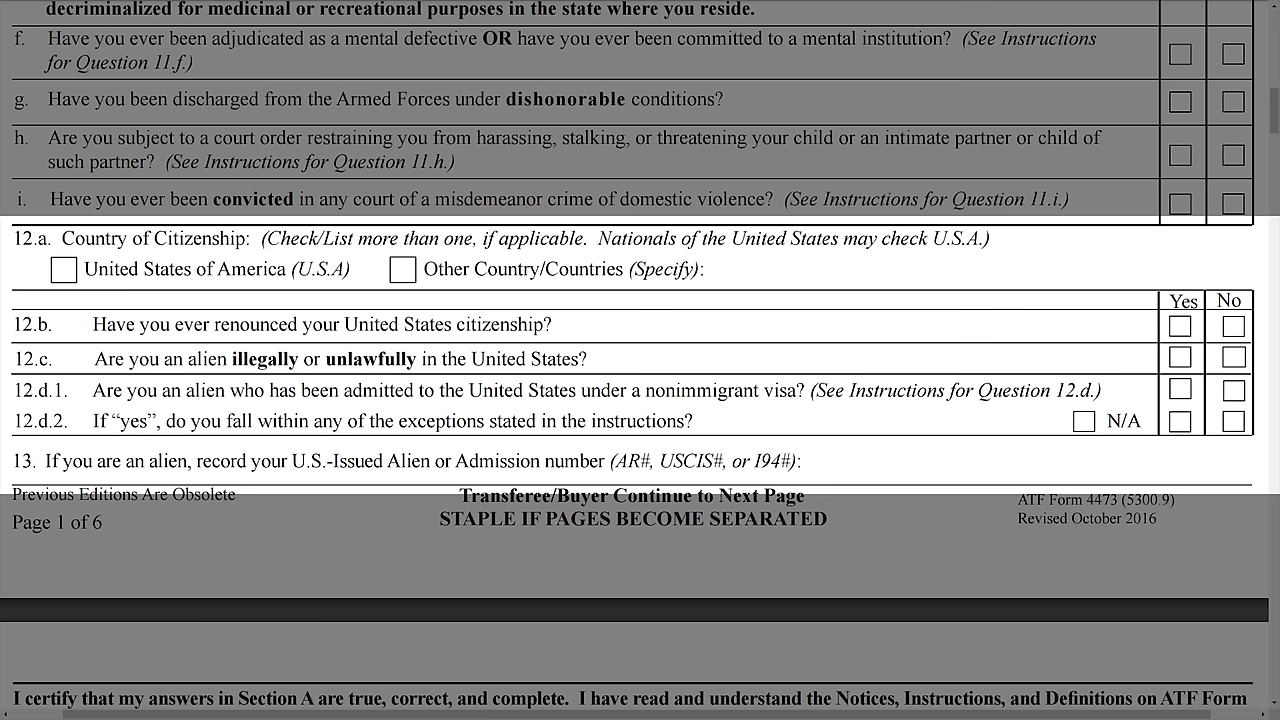 decriminalized for medicinal or recreational purposes in the state where you reside.
f. Have you ever been adjudicated as a mental defective OR have you ever been committed to a mental institution? (See Instructions
for Question 11.f.)
g. Have you been discharged from the Armed Forces under dishonorable conditions?
h. Are you subject to a court order restraining you from harassing, stalking, or threatening your child or an intimate partner or child of
such partner? (See Instructions for Question 11.h.)
i. Have you ever been convicted in any court of a misdemeanor crime of domestic violence? (See Instructions for Question 11.i.)
12.a. Country of Citizenship: (Check/List more than one, if applicable. Nationals of the United States may check U.S.A.)
United States of America (U.S.A) Other Country/Countries (Specify):
Yes No
12.b. Have you ever renounced your United States citizenship?
12.c. Are you an alien illegally or unlawfully in the United States?
12.d.1. Are you an alien who has been admitted to the United States under a nonimmigrant visa? (See Instructions for Question 12.d.)
12.d.2. If “yes”, do you fall within any of the exceptions stated in the instructions? N/A
13. If you are an alien, record your U.S.-Issued Alien or Admission number (AR#, USCIS#, or I94#):
Previous Editions Are Obsolete Transferee/Buyer Continue to Next Page ATF Form 4473 (5300.9)
Page 1 of 6 STAPLE IF PAGES BECOME SEPARATED Revised October 2016
I certify that my answers in Section A are true, correct, and complete. I have read and understand the Notices, Instructions, and Definitions on ATF Form